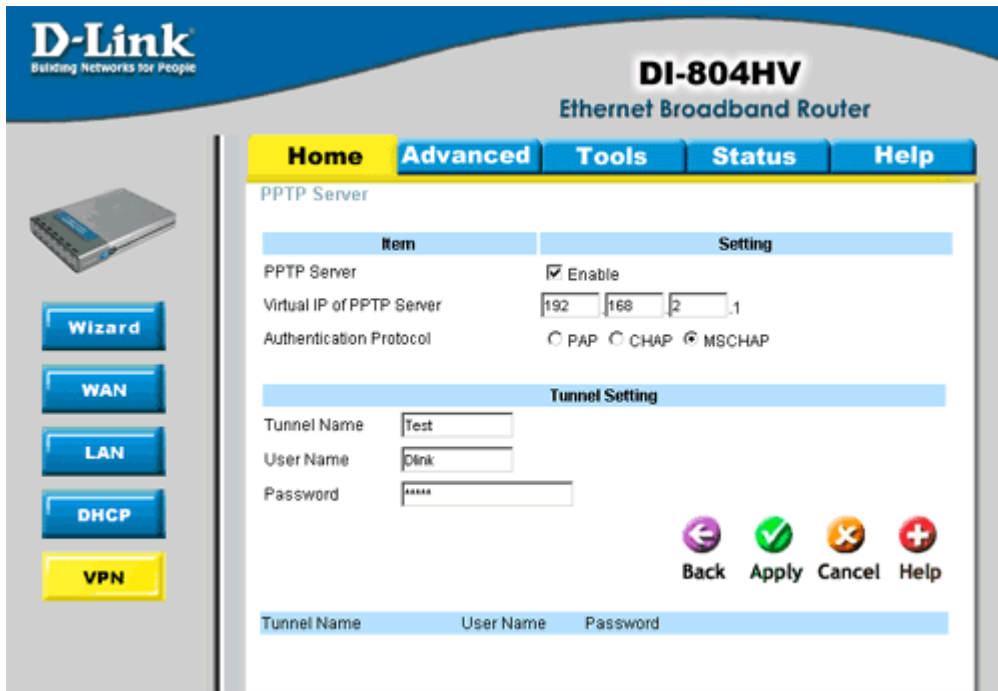 D-Link
Building Networks for People
DI-804HV
Ethernet Broadband Router
Home Advanced Tools Status Help
PPTP Server
Item Setting
PPTP Server Enable
Virtual IP of PPTP Server 192 .168 .2 .1
Authentication Protocol PAP CHAP MSCHAP
Tunnel Setting
Tunnel Name Test
User Name Dlink
Password *****
Back Apply Cancel Help
Tunnel Name User Name Password
Wizard
WAN
LAN
DHCP
VPN